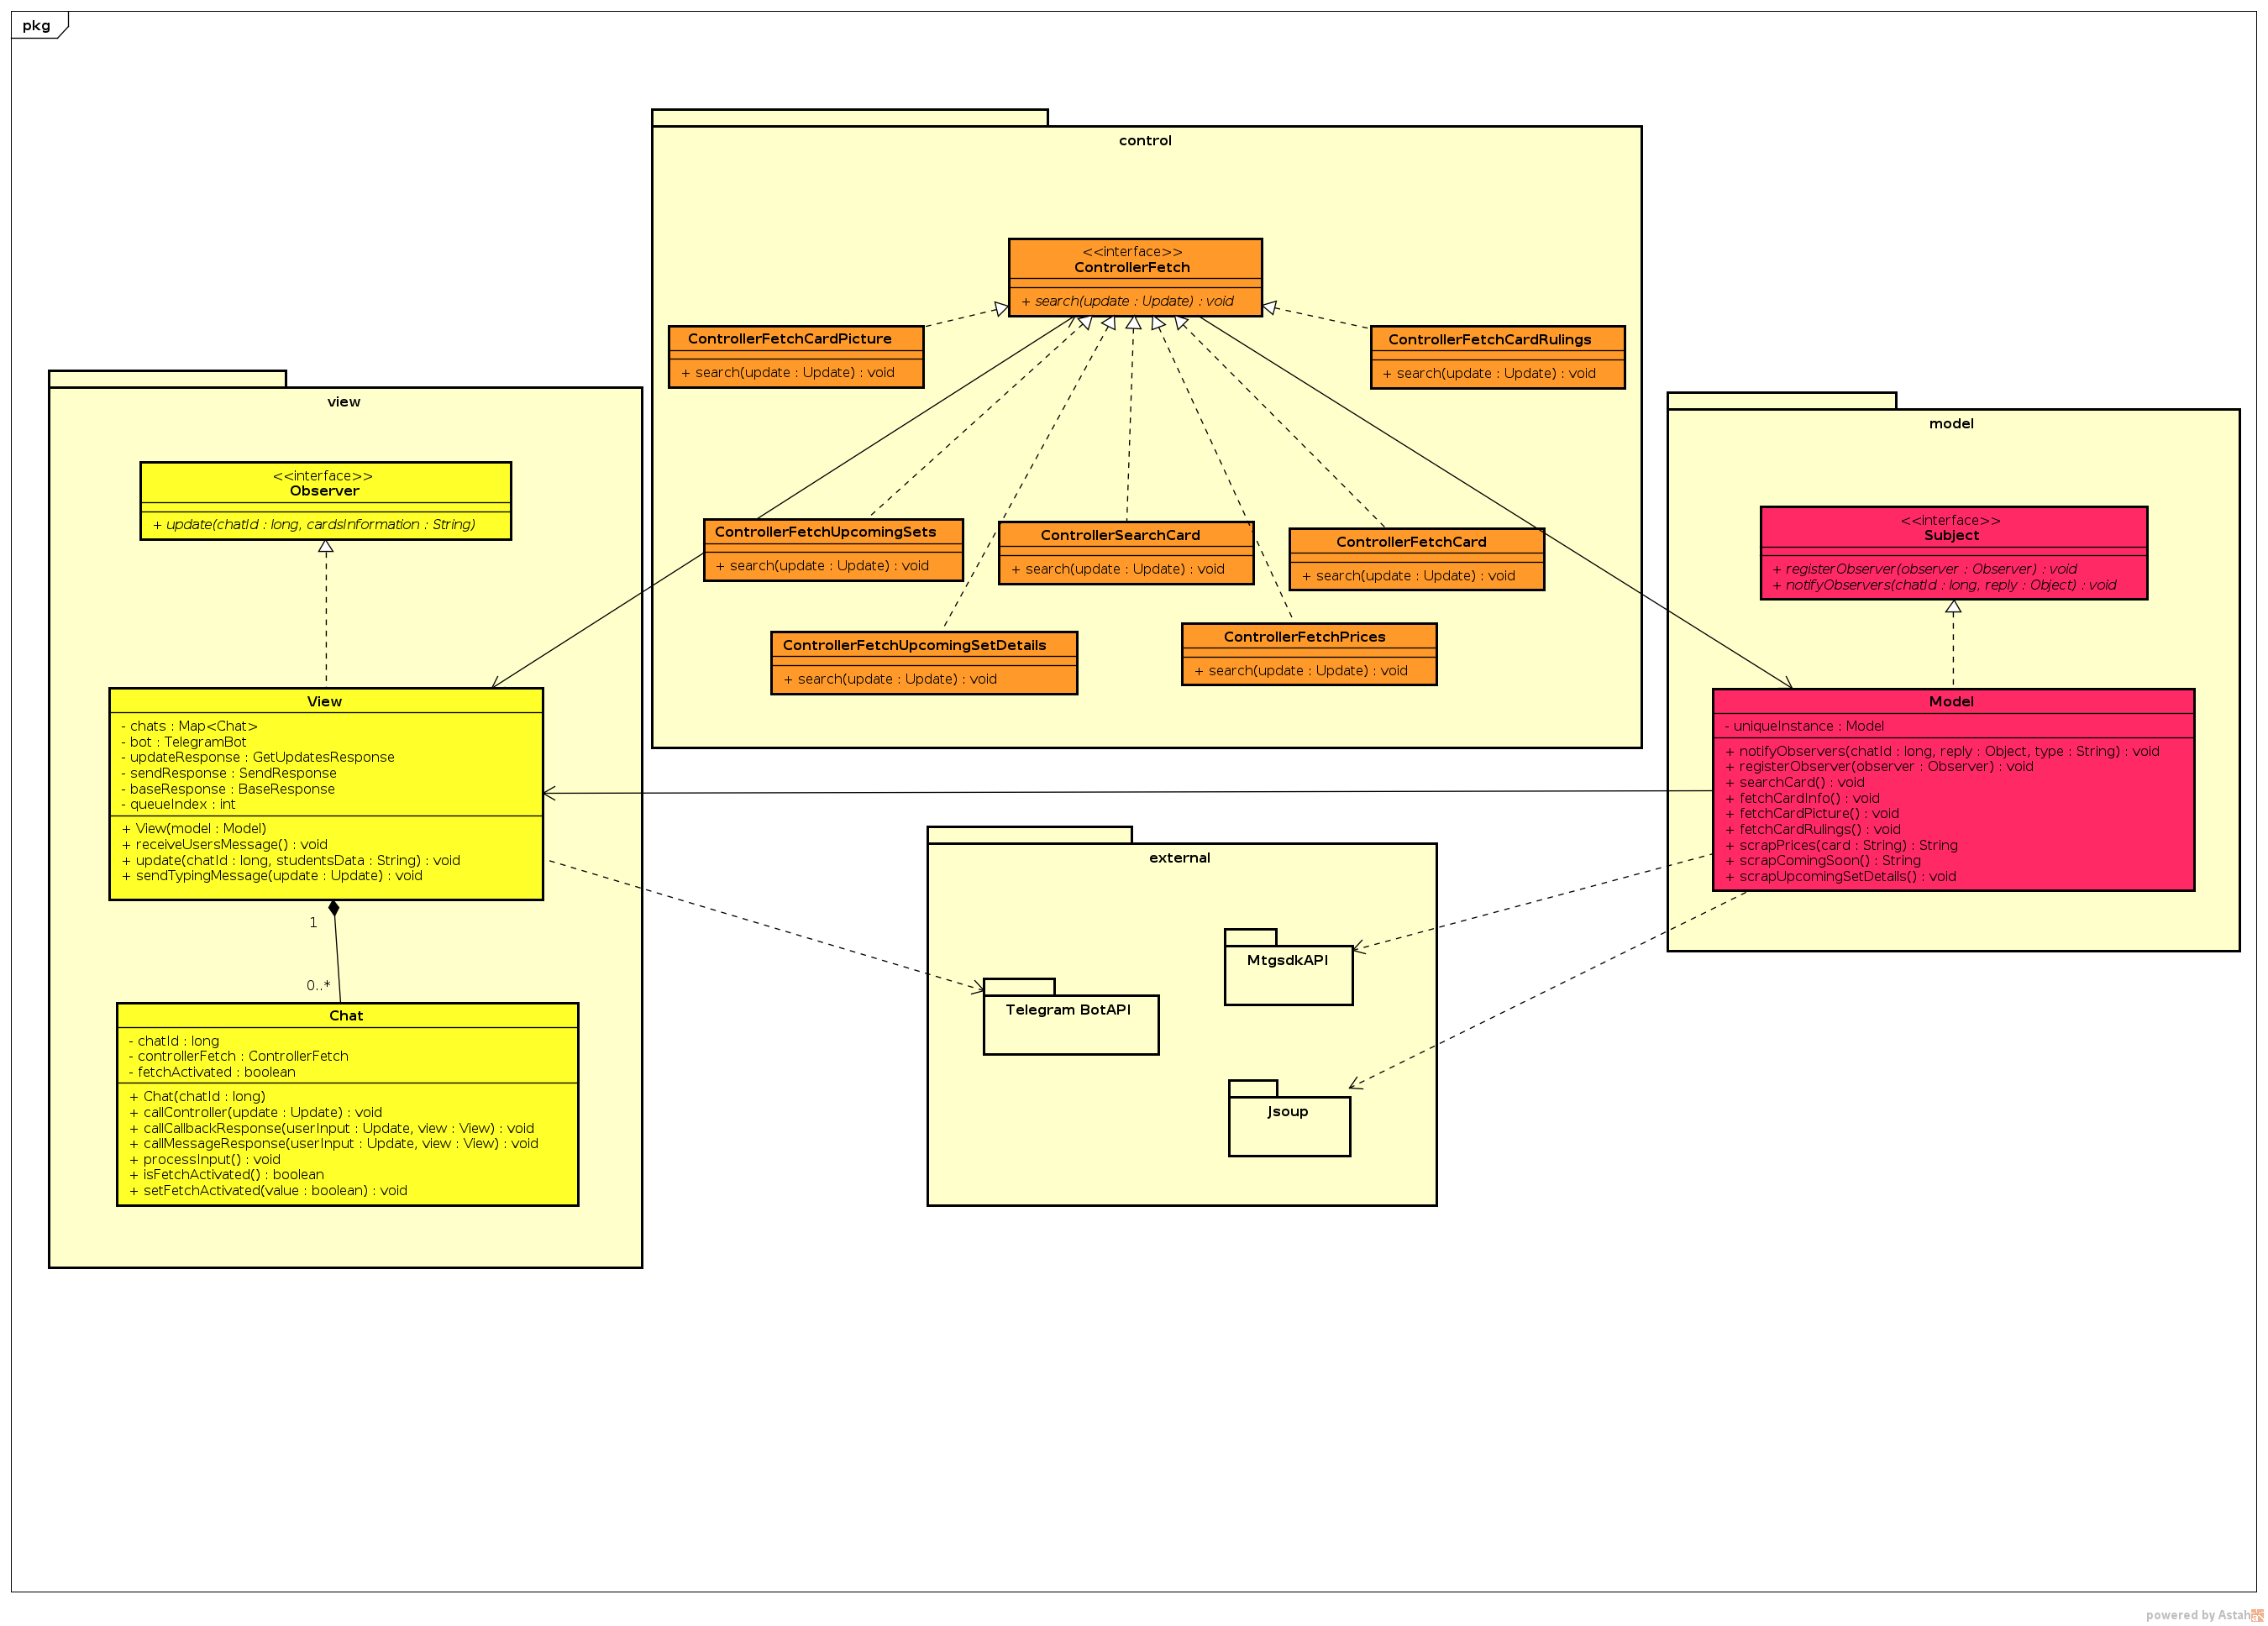 pkg
control
<<interface>>
ControllerFetch
+ search(update : Update) : void
ControllerFetchCardPicture
+ search(update : Update) : void
ControllerFetchCardRulings
+ search(update : Update) : void
ControllerFetchUpcomingSets
+ search(update : Update) : void
ControllerSearchCard
+ search(update : Update) : void
ControllerFetchCard
+ search(update : Update) : void
ControllerFetchUpcomingSetDetails
+ search(update : Update) : void
ControllerFetchPrices
+ search(update : Update) : void
view
<<interface>>
Observer
+ update(chatId : long, cardsInformation : String)
View
- chats : Map<Chat>
- bot : TelegramBot
- updateResponse : GetUpdatesResponse
- sendResponse : SendResponse
- baseResponse : BaseResponse
- queueIndex : int
+ View(model : Model)
+ receiveUsersMessage() : void
+ update(chatId : long, studentsData : String) : void
+ sendTypingMessage(update : Update) : void
1
0..*
Chat
- chatId : long
- controllerFetch : ControllerFetch
- fetchActivated : boolean
+ Chat(chatId : long)
+ callController(update : Update) : void
+ callCallbackResponse(userInput : Update, view : View) : void
+ callMessageResponse(userInput : Update, view : View) : void
+ processInput() : void
+ isFetchActivated() : boolean
+ setFetchActivated(value : boolean) : void
model
<<interface>>
Subject
+ registerObserver(observer : Observer) : void
+ notifyObservers(chatId : long, reply : Object) : void
Model
- uniqueInstance : Model
+ notifyObservers(chatId : long, reply : Object, type : String) : void
+ registerObserver(observer : Observer) : void
+ searchCard() : void
+ fetchCardInfo() : void
+ fetchCardPicture() : void
+ fetchCardRulings() : void
+ scrapPrices(card : String) : String
+ scrapComingSoon() : String
+ scrapUpcomingSetDetails() : void
external
MtgsdkAPI
Telegram BotAPI
Jsoup
powered by Astah